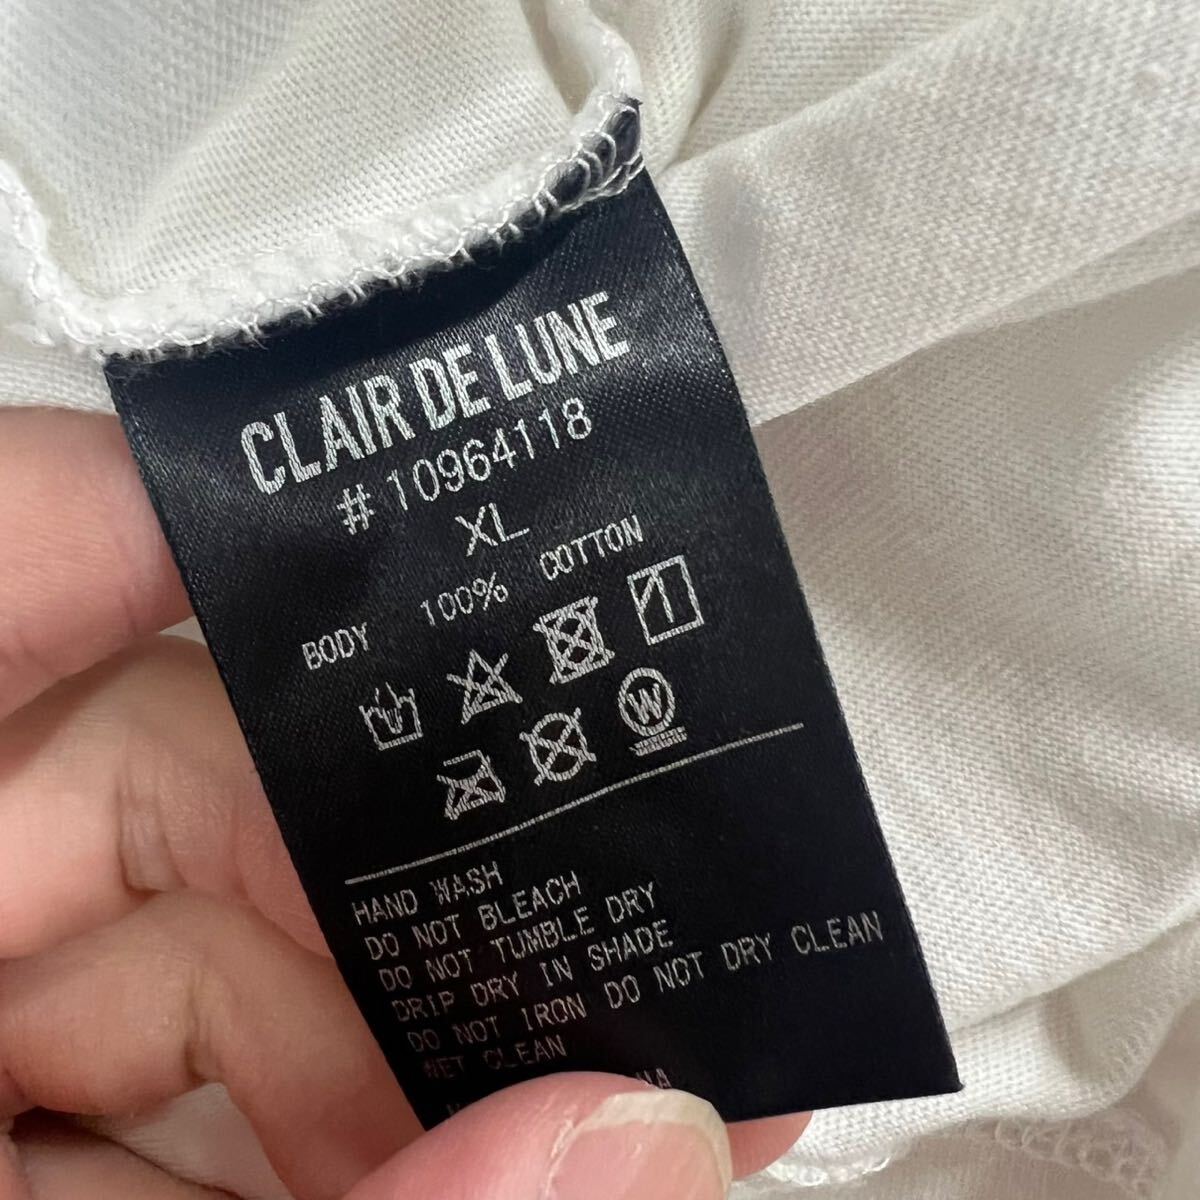 CLAIR DE LUNE
# 10964118
XL
BODY 100% COTTON
W
HAND WASH
DO NOT BLEACH
DO NOT TUMBLE DRY
DRIP DRY IN SHADE
DO NOT IRON DO NOT DRY CLEAN
WET CLEAN